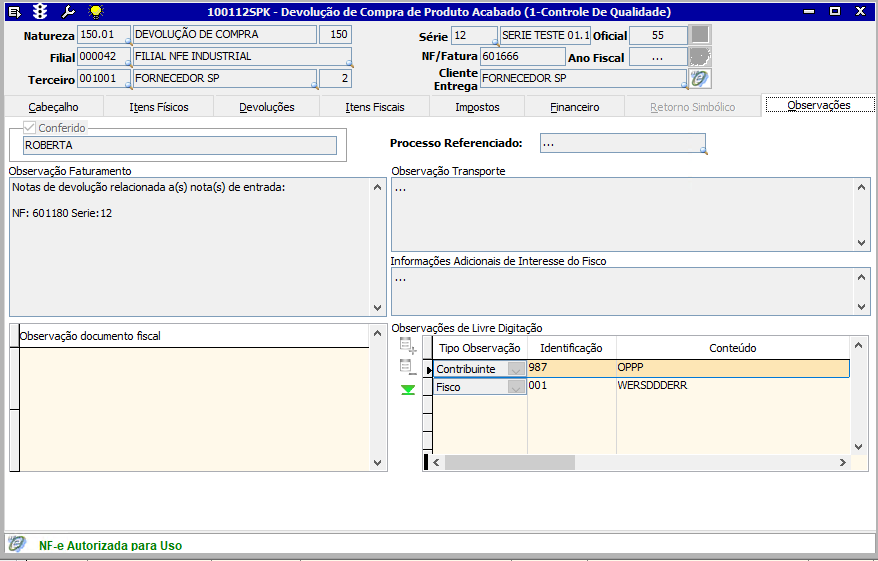 100112SPK - Devolução de Compra de Produto Acabado (1-Controle De Qualidade)
Natureza 150.01 DEVOLUÇÃO DE COMPRA 150 Série 12 SERIE TESTE 01.1 Oficial 55
Filial 000042 FILIAL NFE INDUSTRIAL NF/Fatura 601666 Ano Fiscal ...
Terceiro 001001 FORNECEDOR SP 2 Cliente Entrega FORNECEDOR SP
Cabeçalho Itens Físicos Devoluções Itens Fiscais Impostos Financeiro Retorno Simbólico Observações
Conferido
ROBERTA
Processo Referenciado: ...
Observação Faturamento
Notas de devolução relacionada a(s) nota(s) de entrada:
NF: 601180 Serie:12
Observação Transporte
...
Informações Adicionais de Interesse do Fisco
...
Observação documento fiscal
Observações de Livre Digitação
Tipo Observação Identificação Conteúdo
Contribuinte 987 OPPP
Fisco 001 WERSDDDERR
NF-e Autorizada para Uso